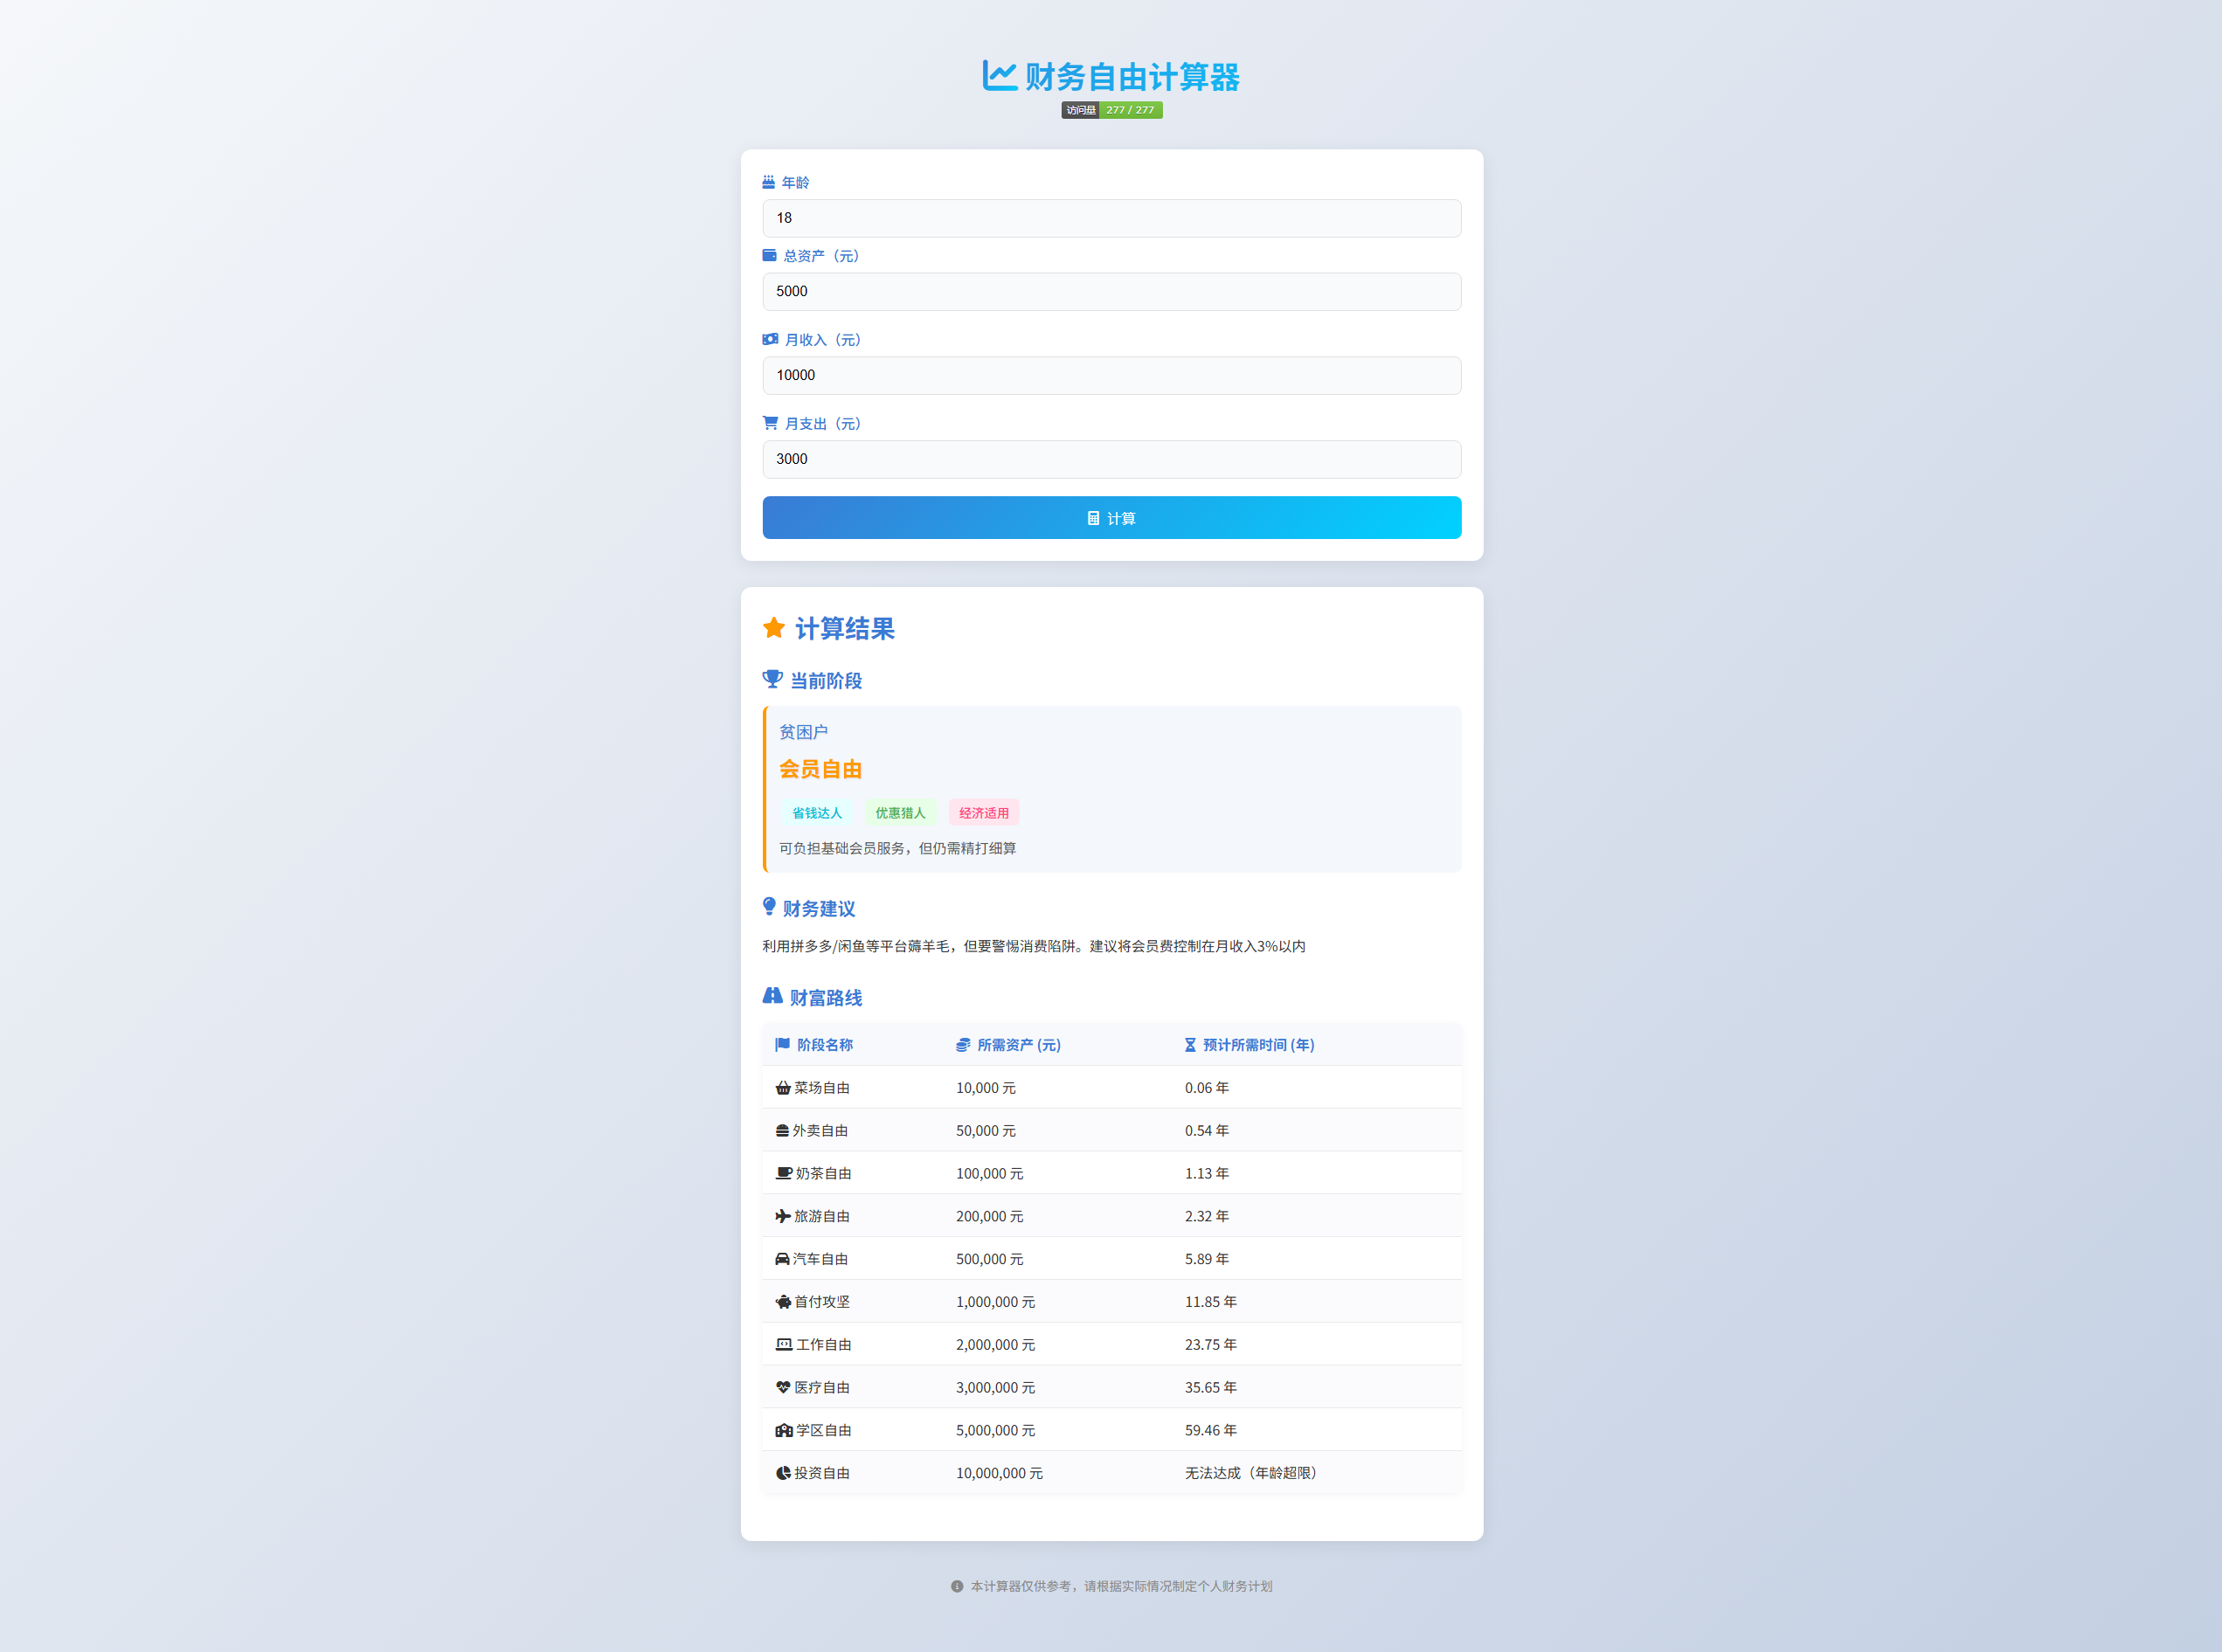 财务自由计算器
访问量 277 / 277
年龄
18
总资产（元）
5000
月收入（元）
10000
月支出（元）
3000
计算
计算结果
当前阶段
贫困户
会员自由
省钱达人 优惠猎人 经济适用
可负担基础会员服务，但仍需精打细算
财务建议
利用拼多多/闲鱼等平台薅羊毛，但要警惕消费陷阱。建议将会员费控制在月收入3%以内
财富路线
阶段名称 所需资产 (元) 预计所需时间 (年)
菜场自由 10,000 元 0.06 年
外卖自由 50,000 元 0.54 年
奶茶自由 100,000 元 1.13 年
旅游自由 200,000 元 2.32 年
汽车自由 500,000 元 5.89 年
首付攻坚 1,000,000 元 11.85 年
工作自由 2,000,000 元 23.75 年
医疗自由 3,000,000 元 35.65 年
学区自由 5,000,000 元 59.46 年
投资自由 10,000,000 元 无法达成（年龄超限）
本计算器仅供参考，请根据实际情况制定个人财务计划